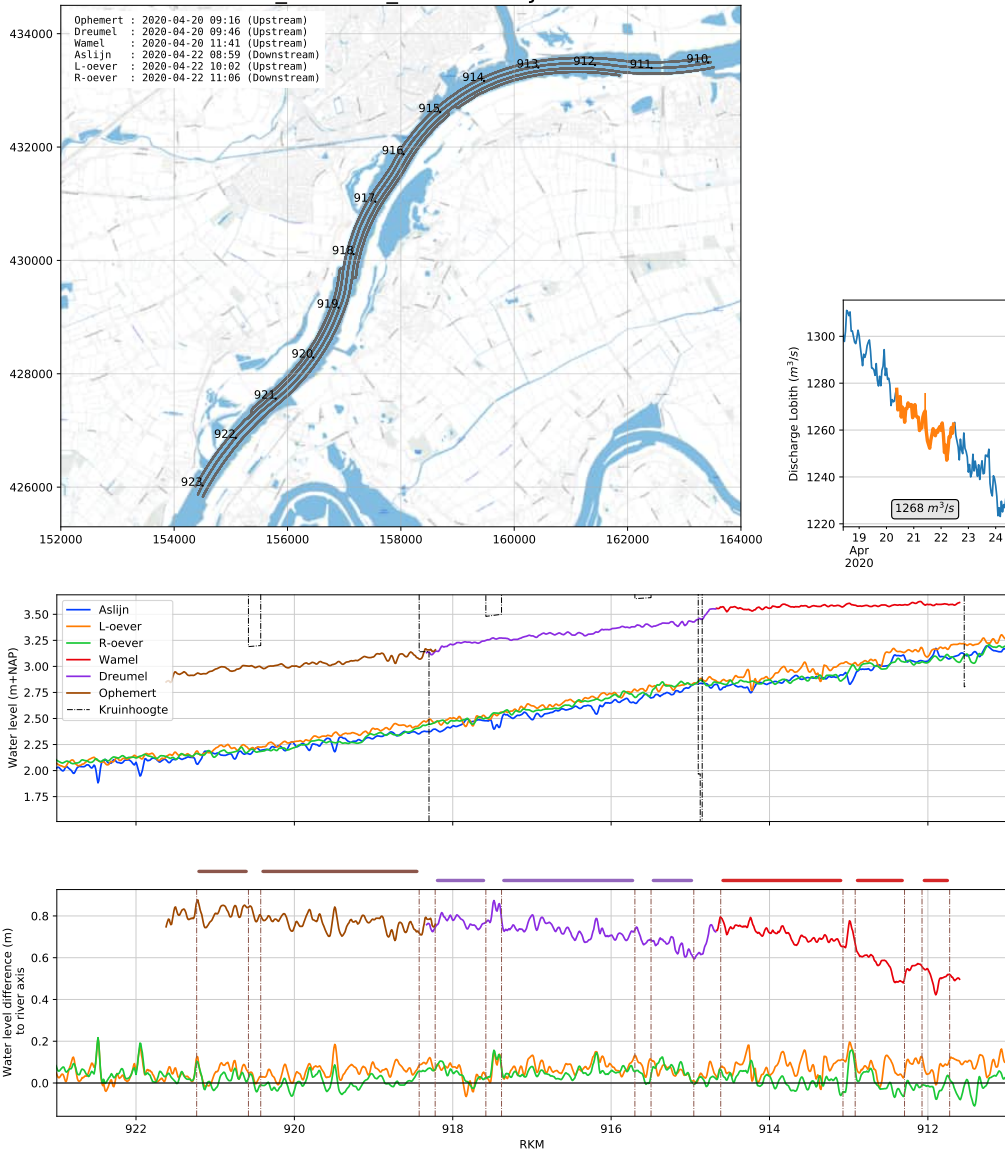 434000
432000
430000
428000
426000
152000
154000
156000
158000
160000
162000
164000
Ophemert : 2020-04-20 09:16 (Upstream)
Dreumel : 2020-04-20 09:46 (Upstream)
Wamel : 2020-04-20 11:41 (Upstream)
Aslijn : 2020-04-22 08:59 (Downstream)
L-oever : 2020-04-22 10:02 (Upstream)
R-oever : 2020-04-22 11:06 (Downstream)
910
911
912
913
914
915
916
917
918
919
920
921
922
923
Discharge Lobith (m³/s)
1300
1280
1260
1240
1220
1268 m³/s
19
20
21
22
23
24
Apr
2020
Water level (m+NAP)
3.50
3.25
3.00
2.75
2.50
2.25
2.00
1.75
Aslijn
L-oever
R-oever
Wamel
Dreumel
Ophemert
Kruinhoogte
Water level difference
to river axis
(m)
0.8
0.6
0.4
0.2
0.0
922
920
918
916
914
912
RKM